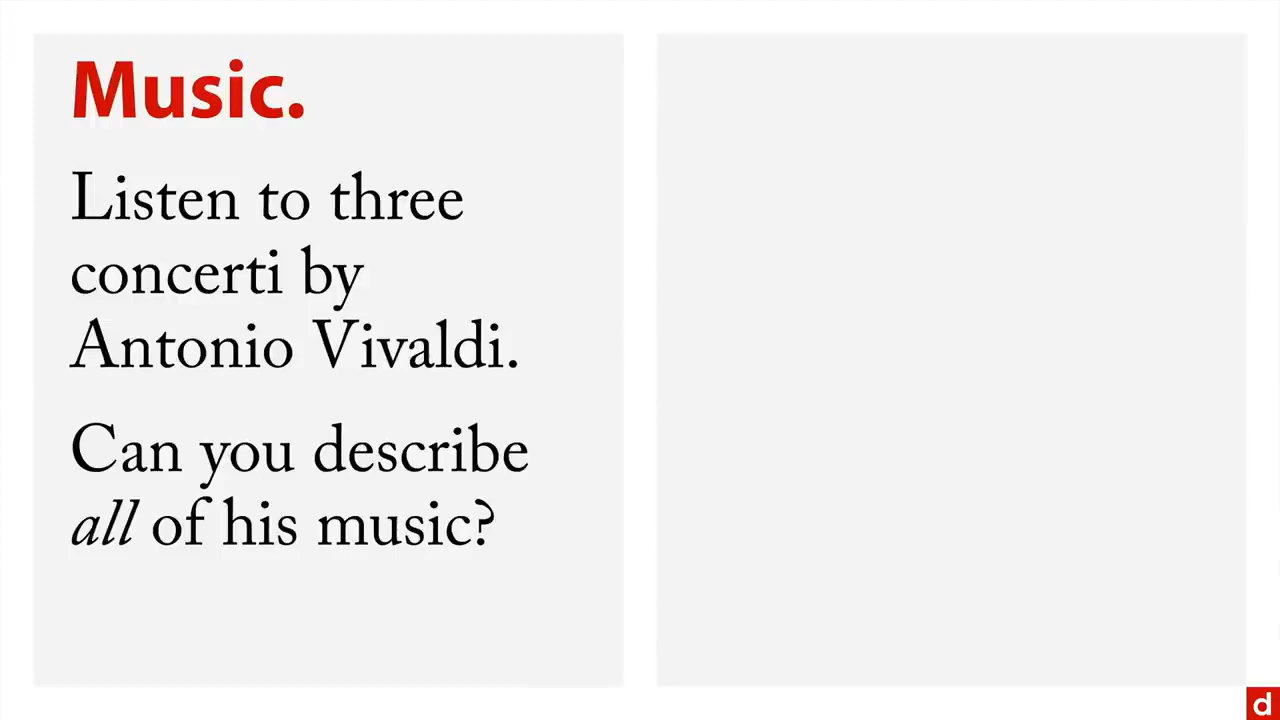 Music.
Listen to three
concerti by
Antonio Vivaldi.
Can you describe
all of his music?
d